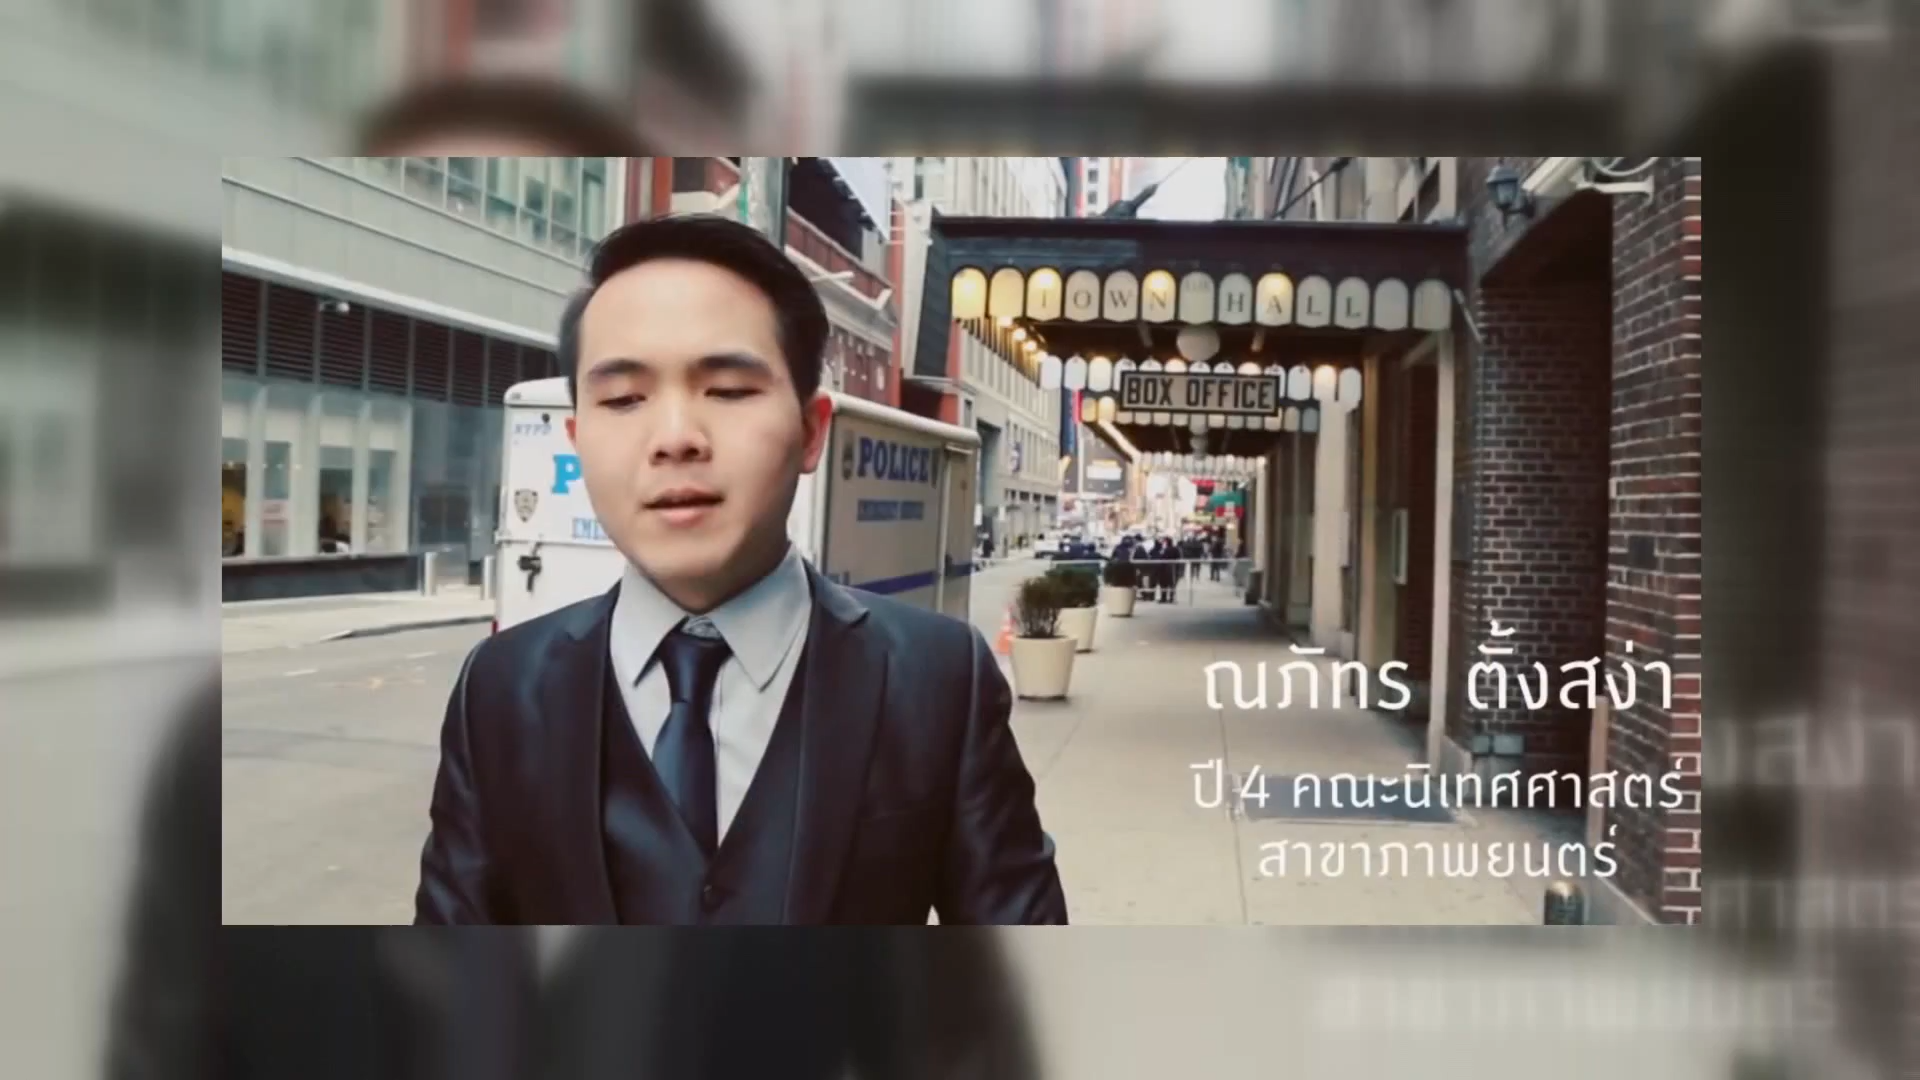 NYPD
POLICE
TOWN HALL
BOX OFFICE
ณภัทร ตั้งสง่า
ปี 4 คณะนิเทศศาสตร์
สาขาภาพยนตร์